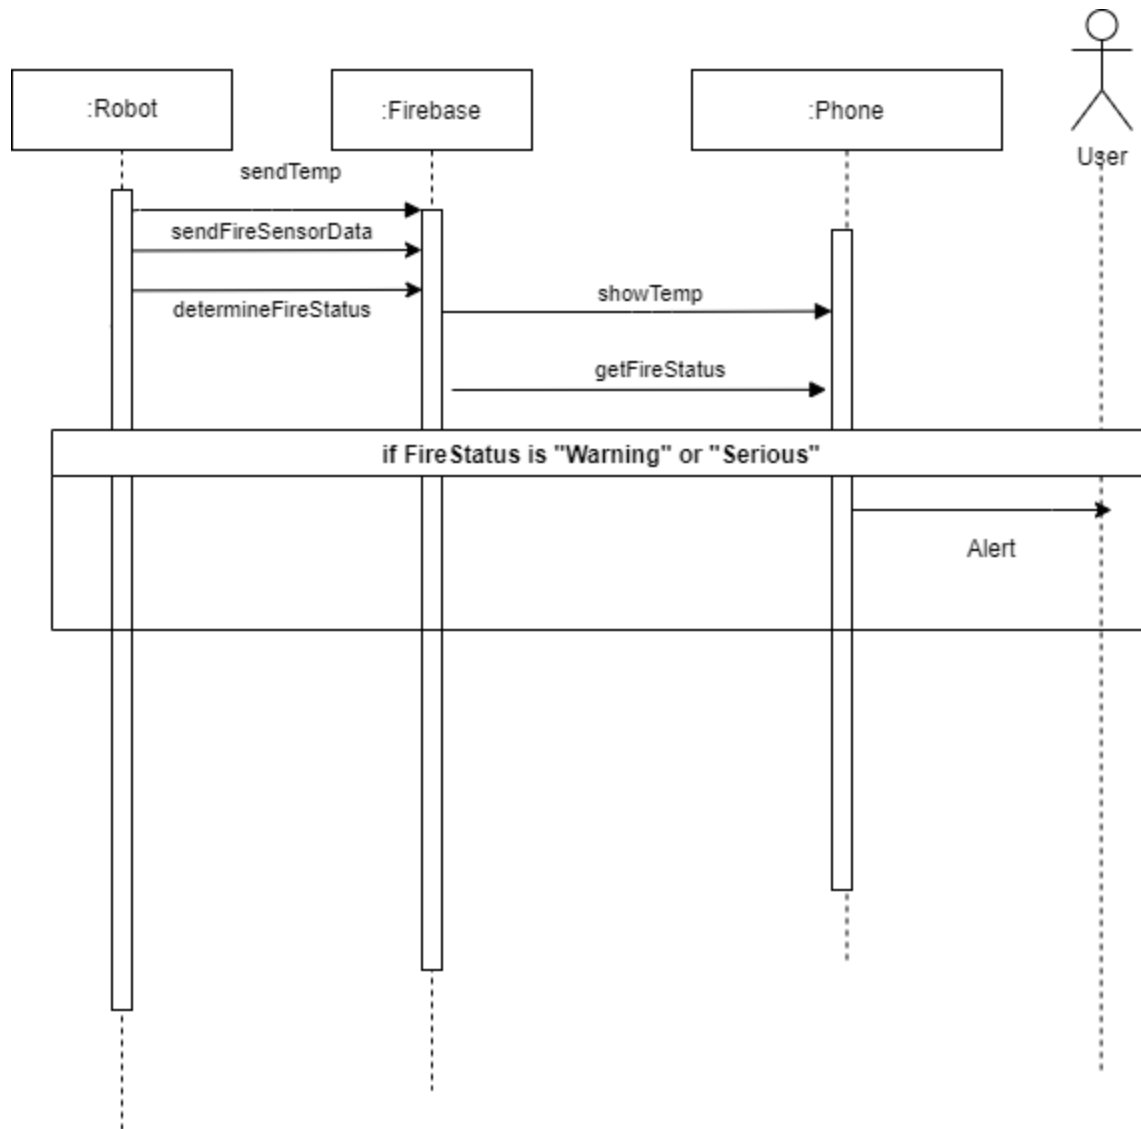 :Robot
:Firebase
:Phone
User
sendTemp
sendFireSensorData
determineFireStatus
showTemp
getFireStatus
if FireStatus is "Warning" or "Serious"
Alert